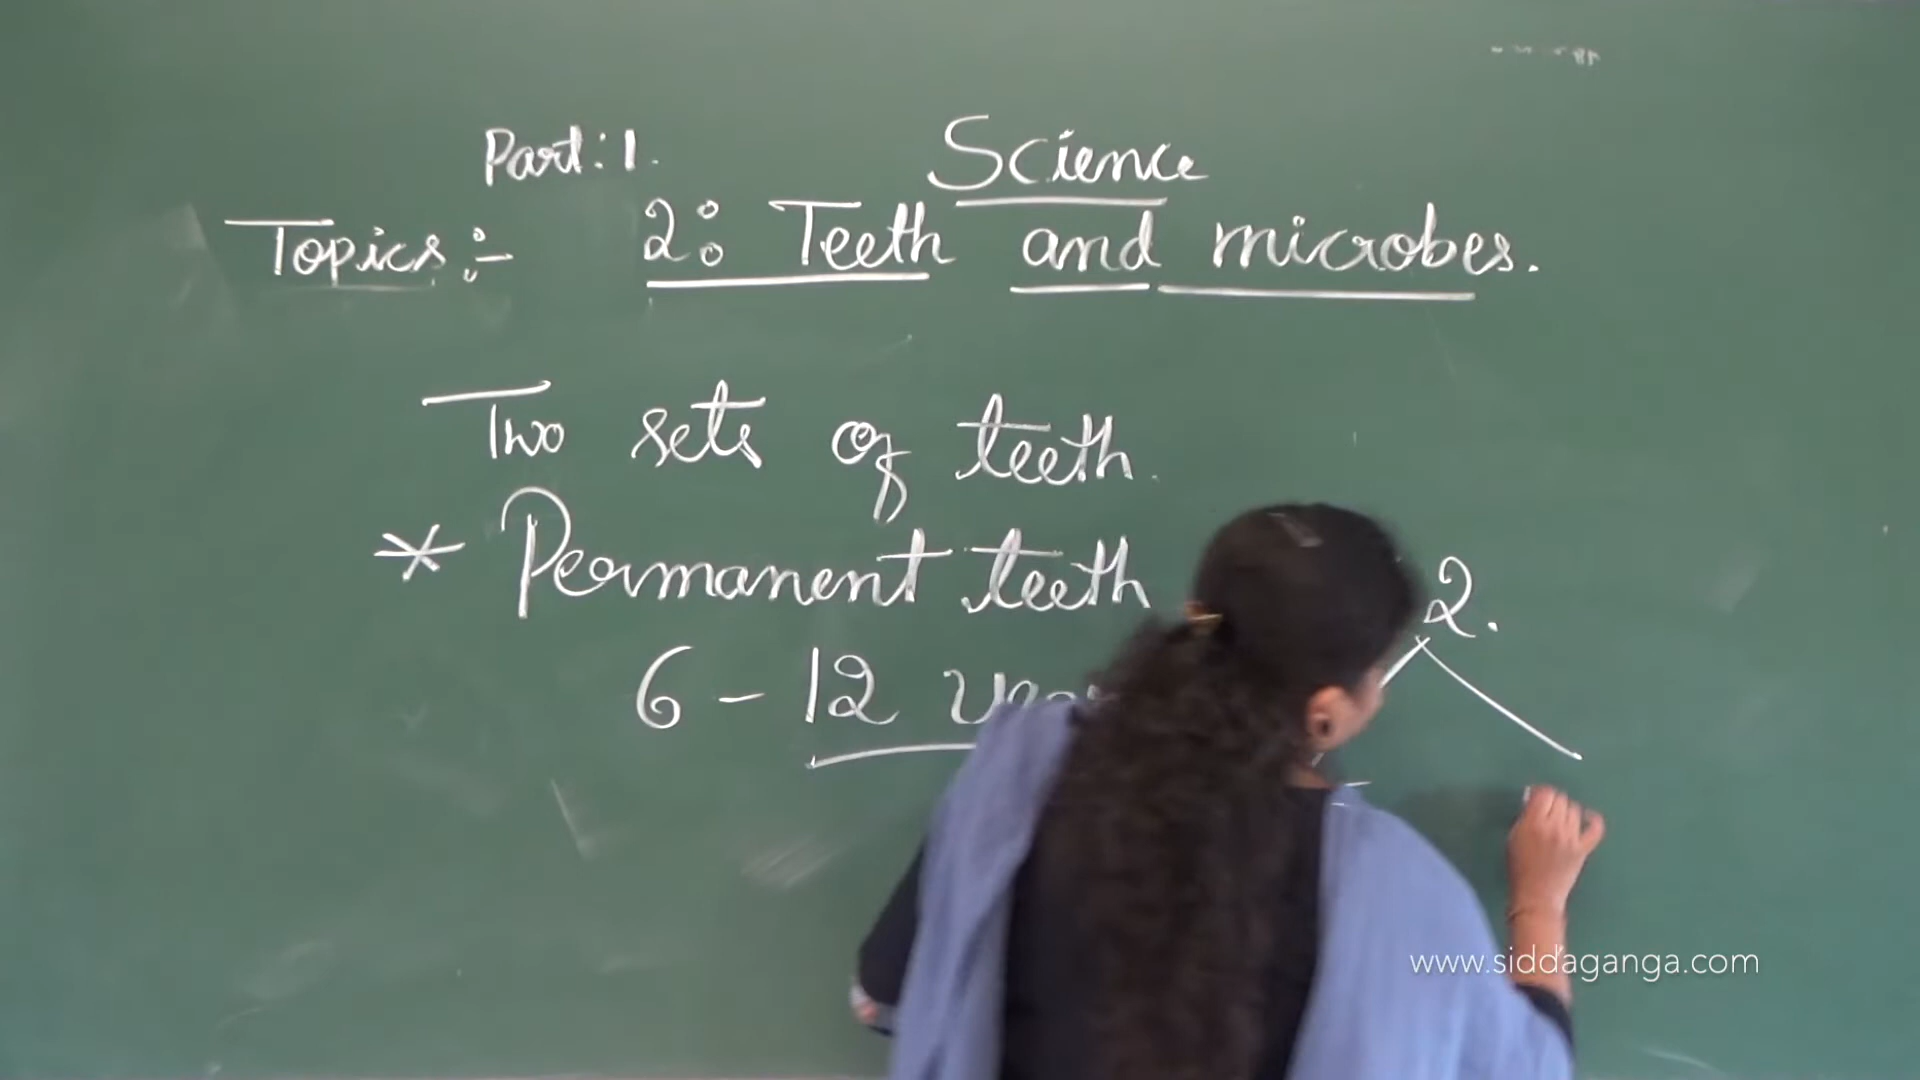 Part: 1.
Science
Topics :- 2: Teeth and microbes.
Two sets of teeth.
* Permanent teeth
2.
6 - 12
www.siddaganga.com